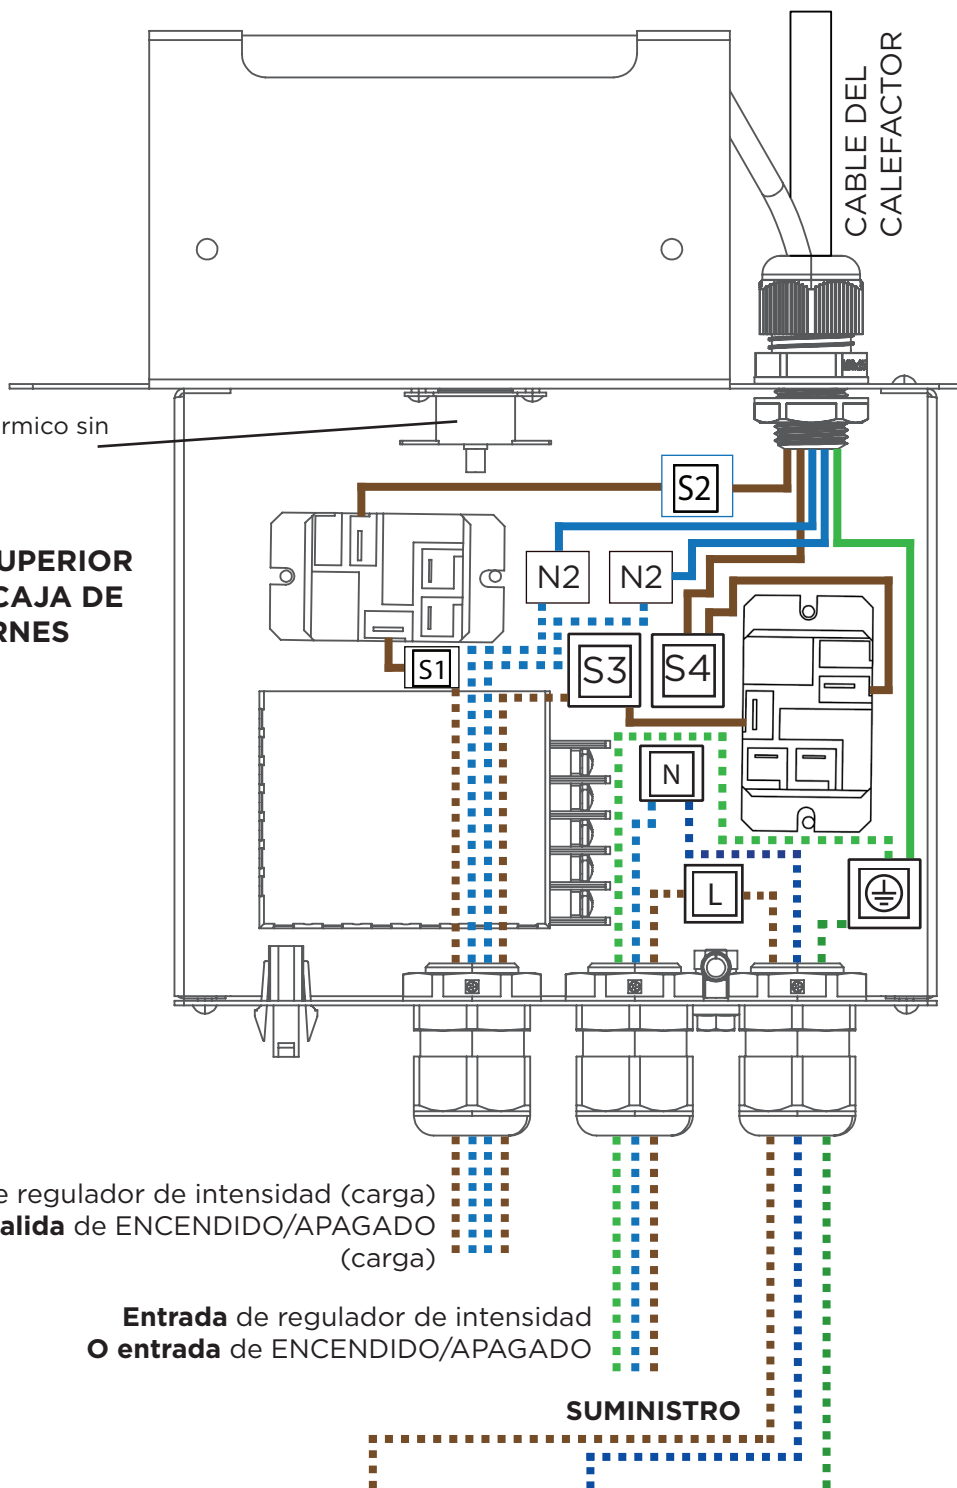 CABLE DEL
CALEFACTOR
rmico sin
S2
UPERIOR
CAJA DE
RNES
N2
N2
S1
S3
S4
N
L
e regulador de intensidad (carga)
alida de ENCENDIDO/APAGADO
(carga)
Entrada de regulador de intensidad
O entrada de ENCENDIDO/APAGADO
SUMINISTRO